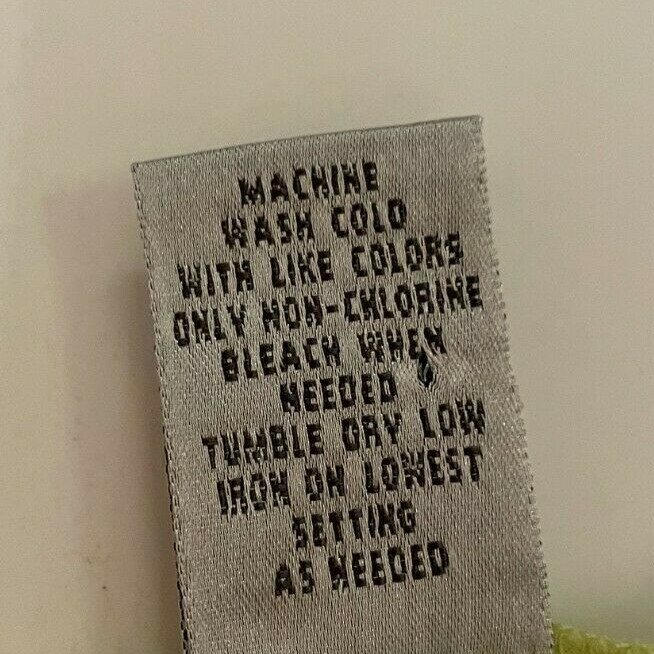 MACHINE
WASH COLD
WITH LIKE COLORS
ONLY NON-CHLORINE
BLEACH WHEN
NEEDED
TUMBLE DRY LOW
IRON ON LOWEST
SETTING
AS NEEDED